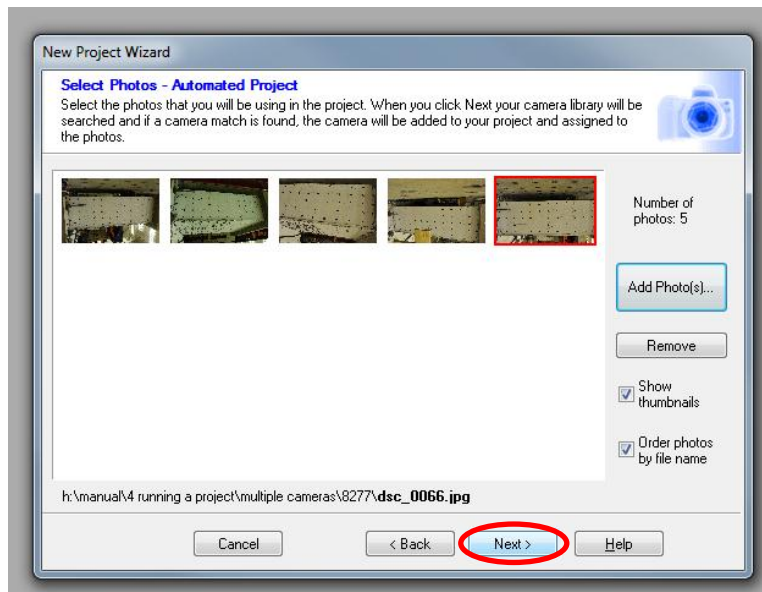 New Project Wizard
Select Photos - Automated Project
Select the photos that you will be using in the project. When you click Next your camera library will be
searched and if a camera match is found, the camera will be added to your project and assigned to
the photos.
Number of
photos: 5
Add Photo(s)...
Remove
Show
thumbnails
Order photos
by file name
h:\manual\4 running a project\multiple cameras\8277\dsc_0066.jpg
Cancel
< Back
Next >
Help